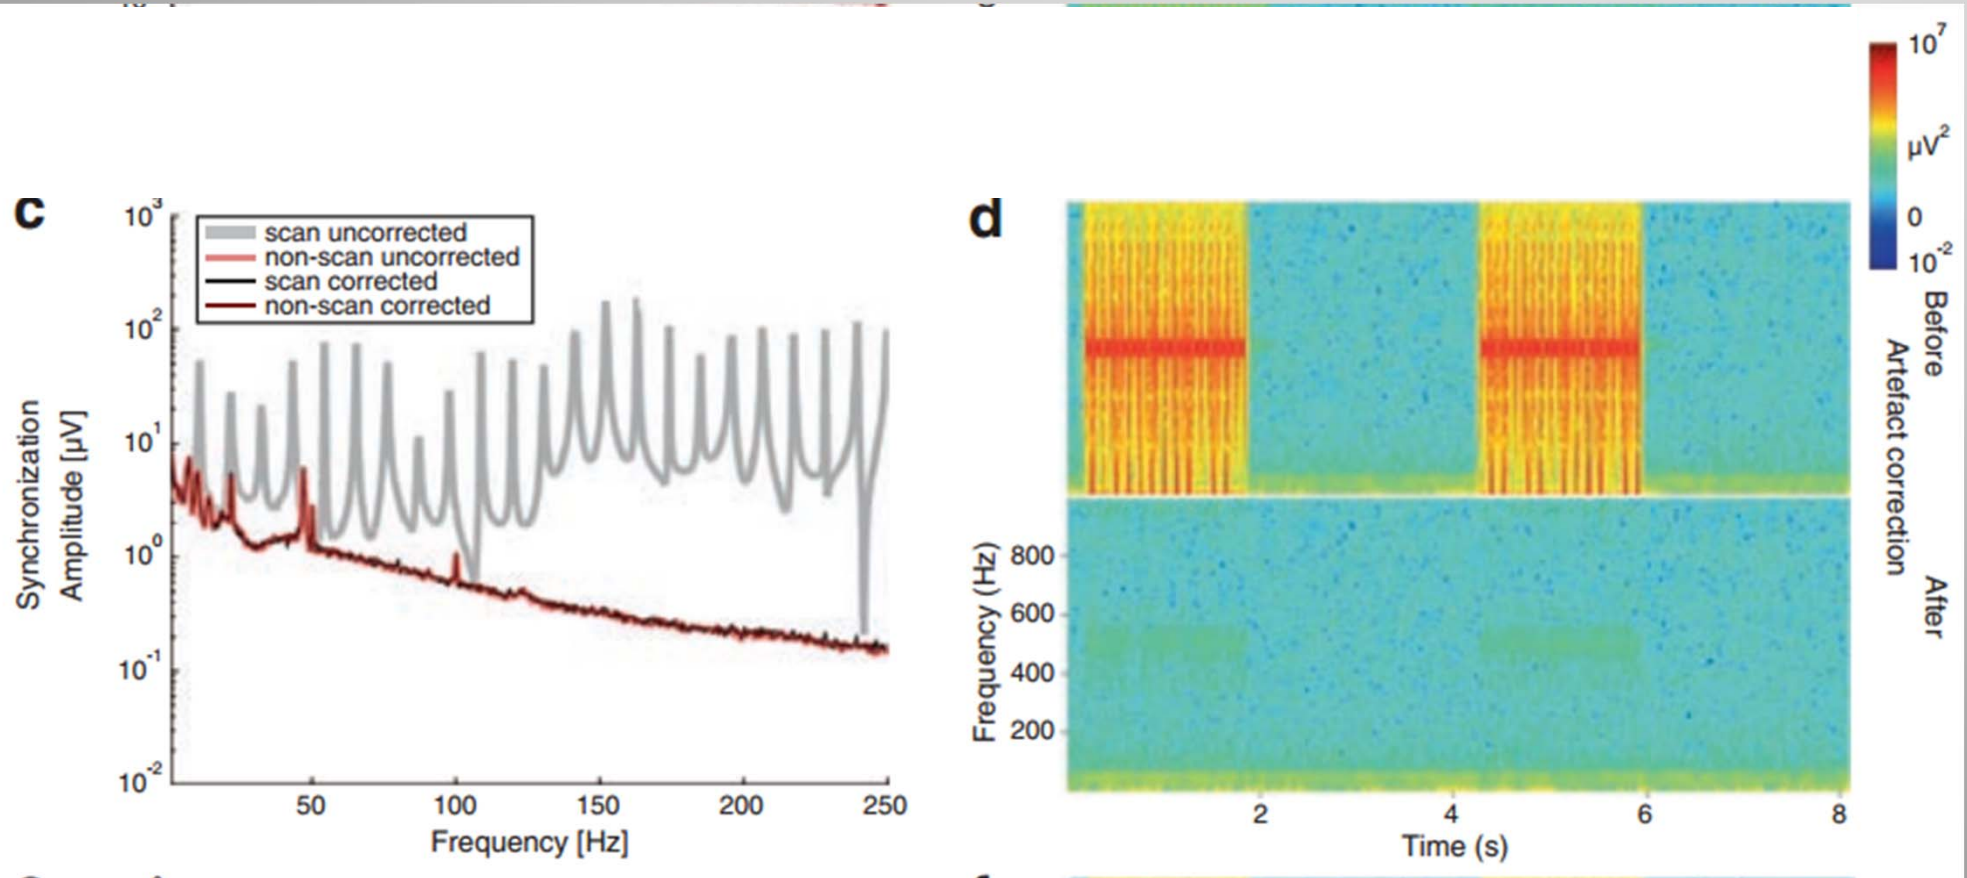 c
10³
10²
10¹
10⁰
10⁻¹
10⁻²
scan uncorrected
non-scan uncorrected
scan corrected
non-scan corrected
Synchronization
Amplitude [µV]
50 100 150 200 250
Frequency [Hz]
d
10⁷
µV²
0
10⁻²
Before
Artefact correction
After
Frequency (Hz)
800
600
400
200
2 4 6 8
Time (s)